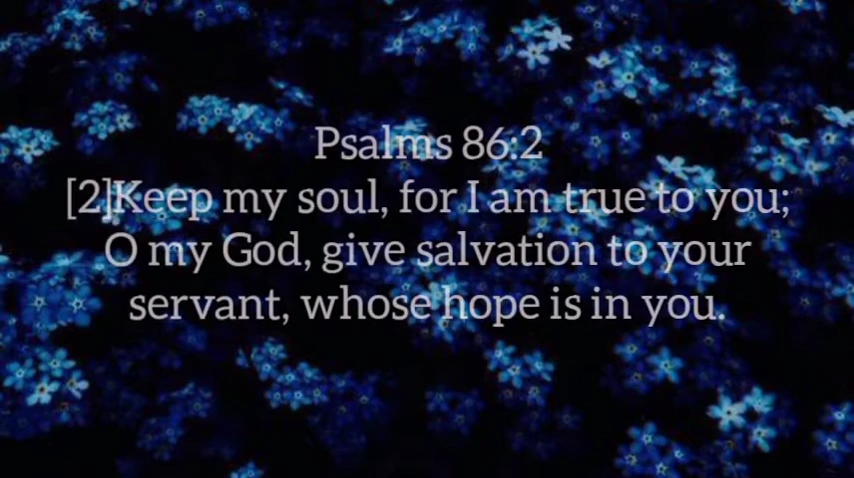 Psalms 86:2
[2]Keep my soul, for I am true to you;
O my God, give salvation to your
servant, whose hope is in you.